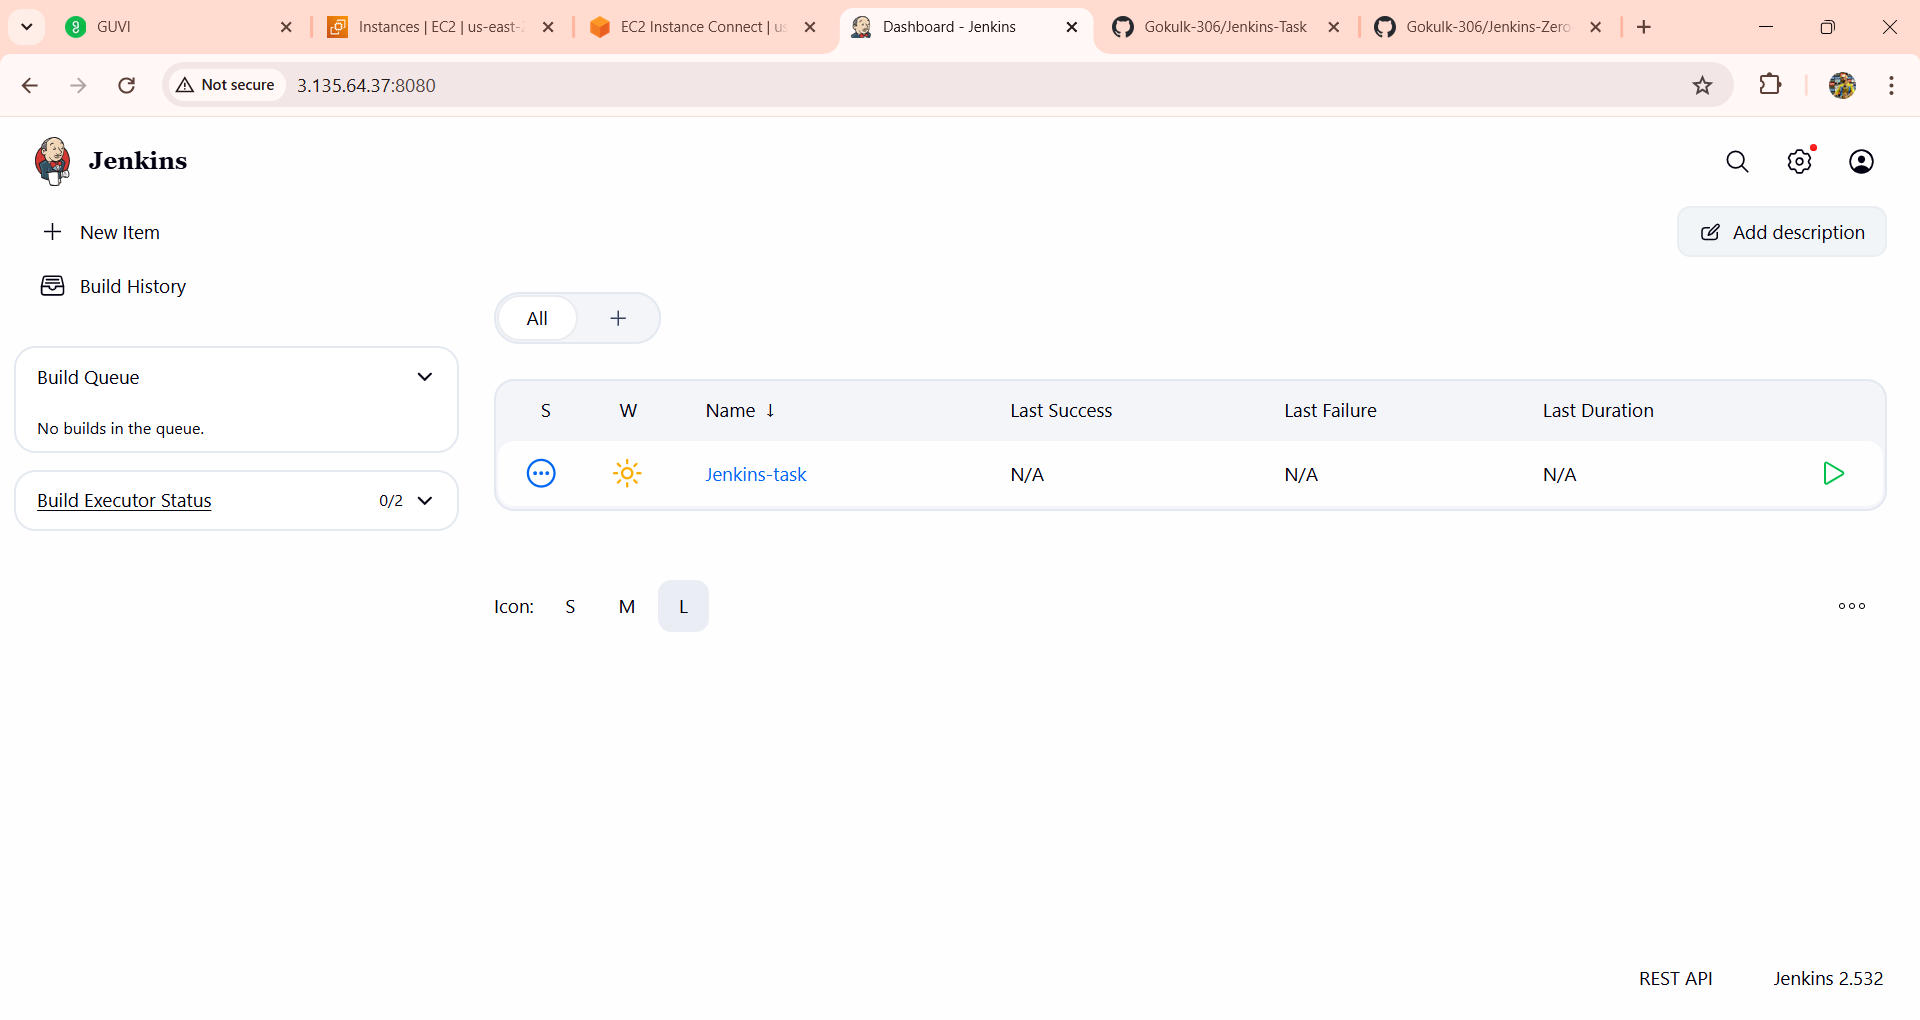 GUVI
Instances | EC2 | us-east-
EC2 Instance Connect | us
Dashboard - Jenkins
Gokulk-306/Jenkins-Task
Gokulk-306/Jenkins-Zero
Not secure
3.135.64.37:8080
Jenkins
New Item
Add description
Build History
All
Build Queue
No builds in the queue.
Build Executor Status 0/2
S W Name ↓ Last Success Last Failure Last Duration
Jenkins-task N/A N/A N/A
Icon: S M L
REST API Jenkins 2.532